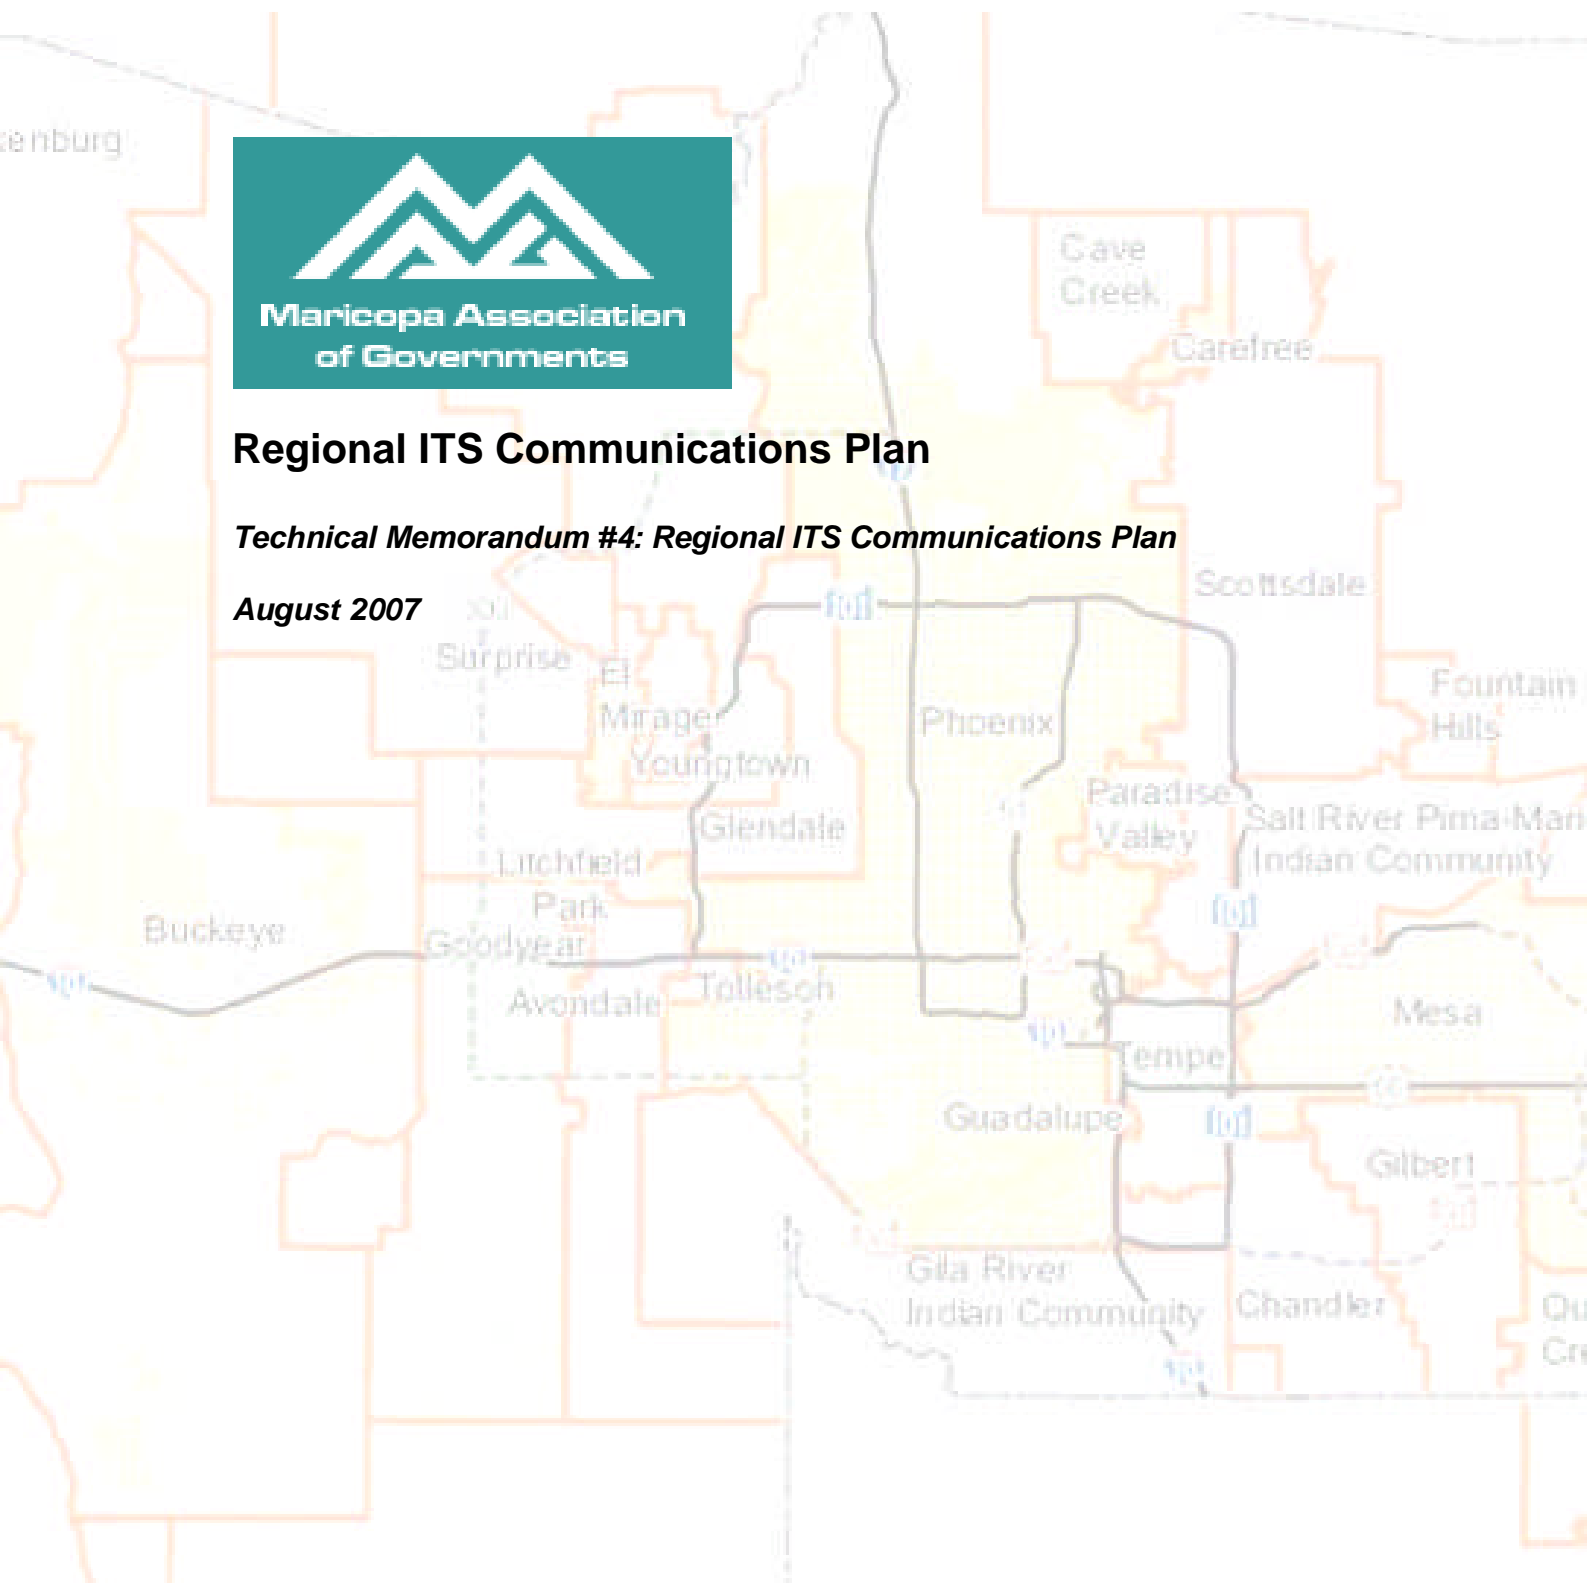 Maricopa Association
of Governments
Regional ITS Communications Plan
Technical Memorandum #4: Regional ITS Communications Plan
August 2007
Cave
Creek
Carefree
Scottsdale
Surprise
El
Mirage
Youngtown
Fountain
Hills
Phoenix
Paradise
Valley
Glendale
Salt River Pima-Mari
Indian Community
Litchfield
Park
Buckeye
Goodyear
Avondale
Tolleson
Mesa
Tempe
Guadalupe
Gilbert
Gila River
Indian Community
Chandler
Qu
Cre